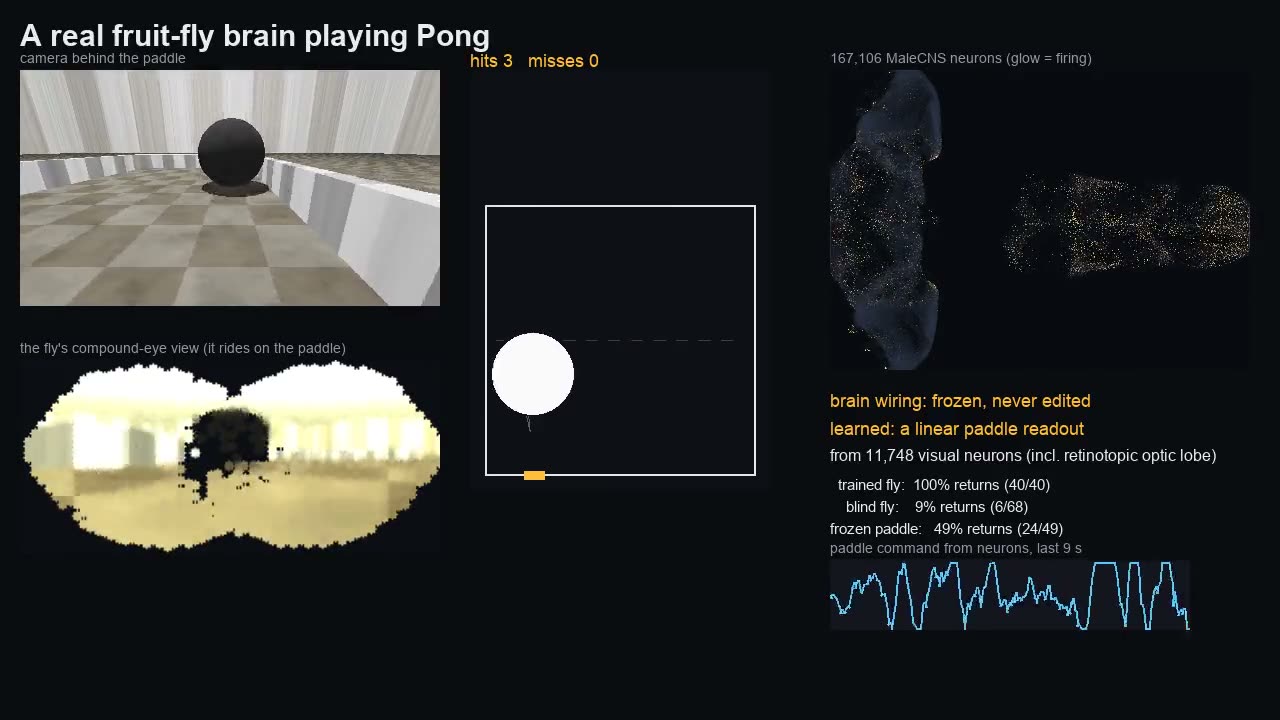 A real fruit-fly brain playing Pong
camera behind the paddle
hits 3 misses 0
167,106 MaleCNS neurons (glow = firing)
the fly's compound-eye view (it rides on the paddle)
brain wiring: frozen, never edited
learned: a linear paddle readout
from 11,748 visual neurons (incl. retinotopic optic lobe)
trained fly: 100% returns (40/40)
blind fly: 9% returns (6/68)
frozen paddle: 49% returns (24/49)
paddle command from neurons, last 9 s